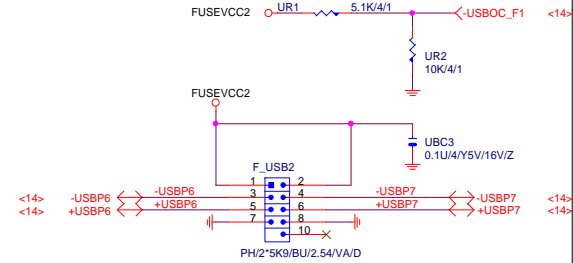 FUSEVCC2 UR1 5.1K/4/1 -USBOC_F1 <14>
UR2
10K/4/1
FUSEVCC2
UBC3
0.1U/4/Y5V/16V/Z
F_USB2
1 2
<14> -USBP6 -USBP6 3 4 -USBP7 -USBP7 <14>
<14> +USBP6 +USBP6 5 6 +USBP7 +USBP7 <14>
7 8
10
PH/2*5K9/BU/2.54/VA/D